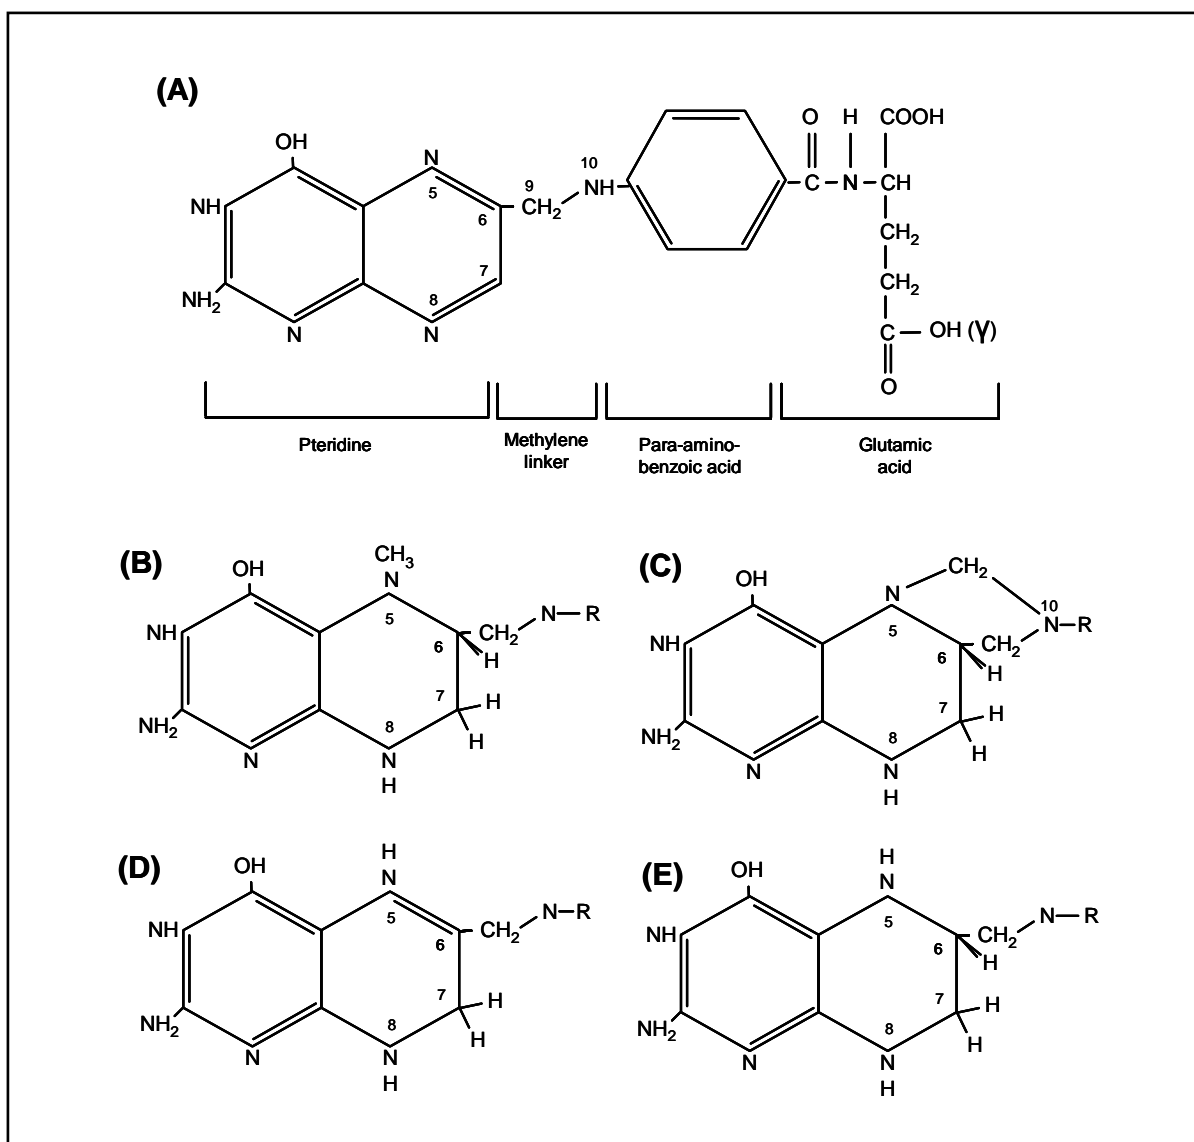 (A)
O H COOH
OH N 10
5 9
NH 6 CH2 NH C N CH
7 CH2
NH2 8 CH2
N N C OH (γ)
O
Pteridine
Methylene
linker
Para-amino-
benzoic acid
Glutamic
acid
(B)
CH3
OH N
5 N R
NH 6 CH2
H
7 H
NH2 8 H
N N
H
(C)
CH2
OH N 10
5 N R
NH 6 CH2
H
7 H
NH2 8 H
N N
H
(D)
H
OH N
5 N R
NH 6 CH2
7 H
NH2 8 H
N N
H
(E)
H
OH N
5 N R
NH 6 CH2
H
7 H
NH2 8 H
N N
H